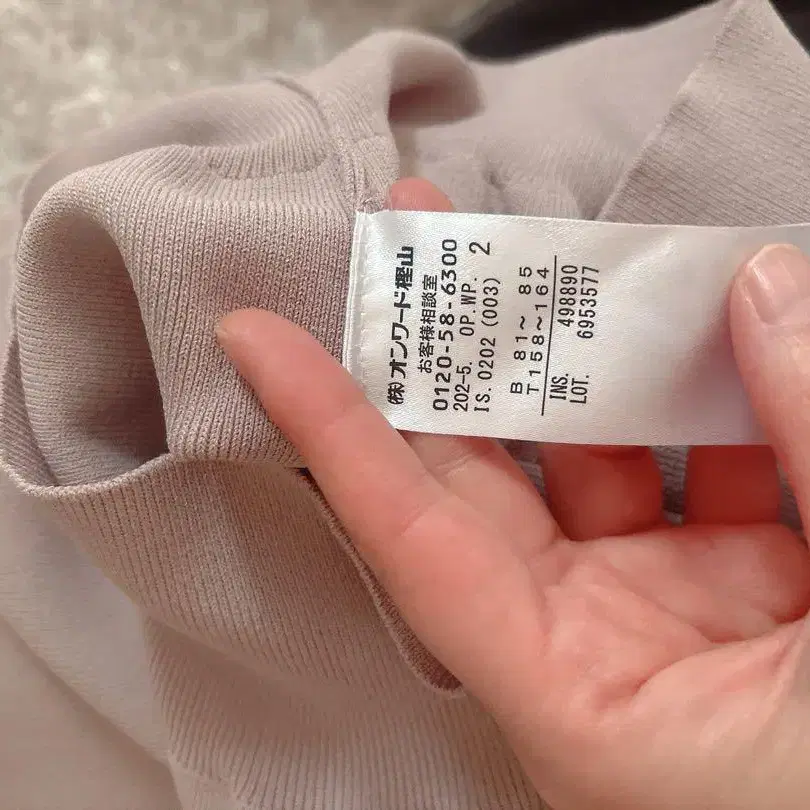 ㈱オンワード樫山
お客様相談室
0120-58-6300
202-5. OP.WP. 2
IS.0202(003)
B 81～ 85
T158～164
INS. 498890
LOT. 6953577